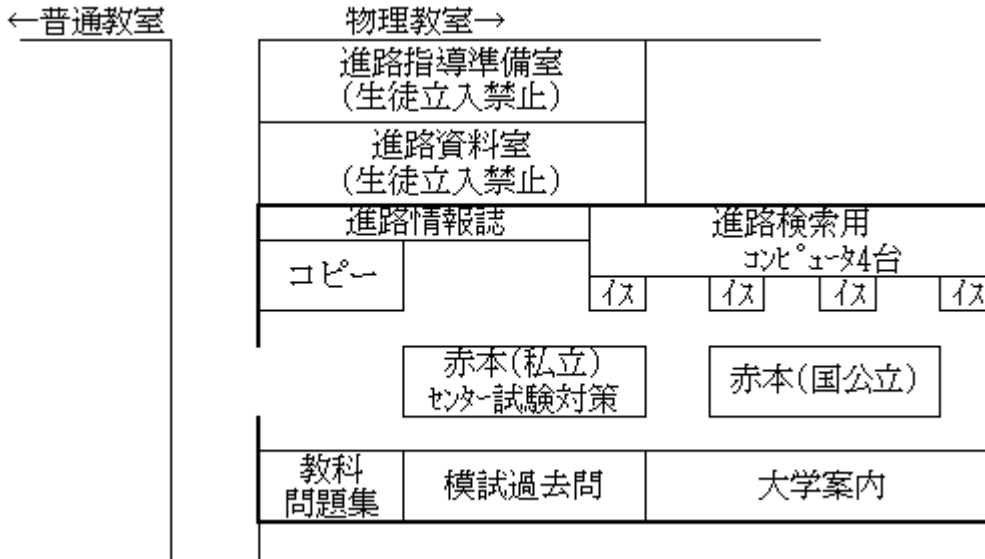 ←普通教室
物理教室→
進路指導準備室
(生徒立入禁止)
進路資料室
(生徒立入禁止)
進路情報誌
進路検索用
コンピュータ4台
コピー
イス
イス
イス
イス
赤本(私立)
センター試験対策
赤本(国公立)
教科
問題集
模試過去問
大学案内